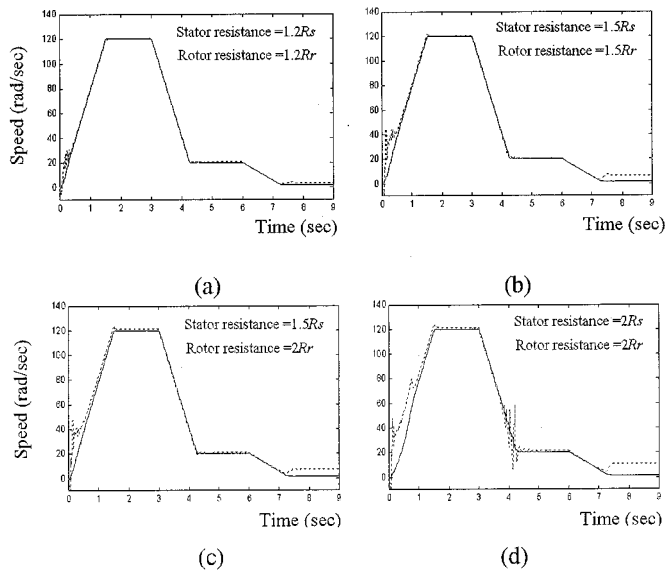 140
120
100
80
60
40
20
0
Speed (rad/sec)
Stator resistance =1.2Rs
Rotor resistance =1.2Rr
0 1 2 3 4 5 6 7 8 9
Time (sec)
(a)
140
120
100
80
60
40
20
0
Stator resistance =1.5Rs
Rotor resistance =1.5Rr
0 1 2 3 4 5 6 7 8 9
Time (sec)
(b)
140
120
100
80
60
40
20
0
Speed (rad/sec)
Stator resistance =1.5Rs
Rotor resistance =2Rr
0 1 2 3 4 5 6 7 8 9
Time (sec)
(c)
140
120
100
80
60
40
20
0
Stator resistance =2Rs
Rotor resistance =2Rr
0 1 2 3 4 5 6 7 8 9
Time (sec)
(d)